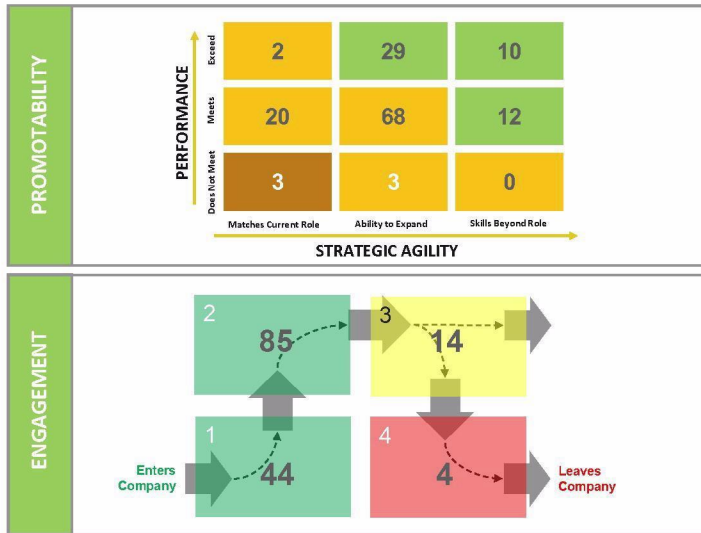 PROMOTABILITY
PERFORMANCE
Exceed
2
29
10
Meets
20
68
12
Does Not Meet
3
3
0
Matches Current Role
Ability to Expand
Skills Beyond Role
STRATEGIC AGILITY
ENGAGEMENT
2
85
3
14
1
44
4
4
Enters
Company
Leaves
Company